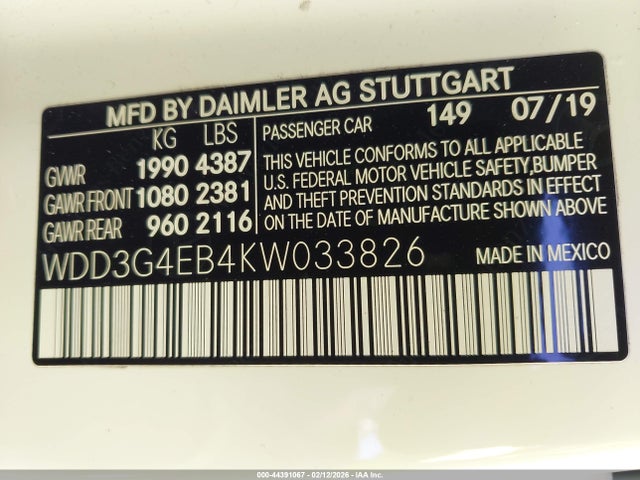 MFD BY DAIMLER AG STUTTGART
KG LBS
GVWR 1990 4387
GAWR FRONT 1080 2381
GAWR REAR 960 2116
PASSENGER CAR 149 07/19
THIS VEHICLE CONFORMS TO ALL APPLICABLE
U.S. FEDERAL MOTOR VEHICLE SAFETY,BUMPER
AND THEFT PREVENTION STANDARDS IN EFFECT
ON THE DATE OF MANUFACTURE SHOWN ABOVE
WDD3G4EB4KW033826
MADE IN MEXICO
000-44391067 - 02/12/2026 - IAA Inc.